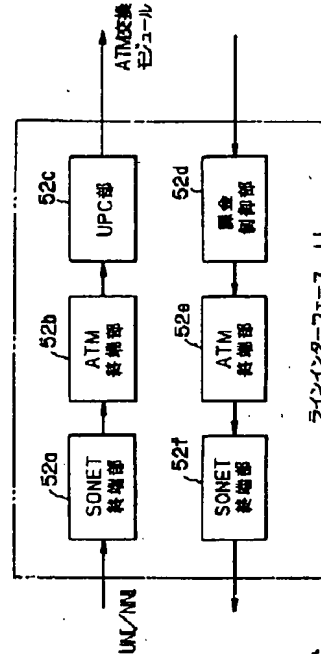 UNI/NNI
52a
SONET
終端部
52b
ATM
終端部
52c
UPC部
ATM交換
モジュール
52f
SONET
終端部
52e
ATM
終端部
52d
課金
制御部
ラインインターフェース